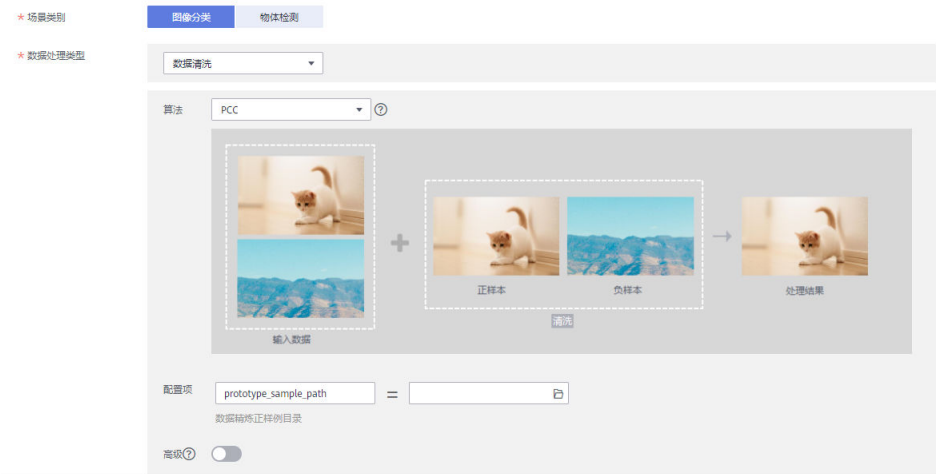 * 场景类别 图像分类 物体检测
* 数据处理类型 数据清洗
算法 PCC ?
正样本 负样本 处理结果
清洗
输入数据
配置项 prototype_sample_path =
数据精炼正样例目录
高级 ?